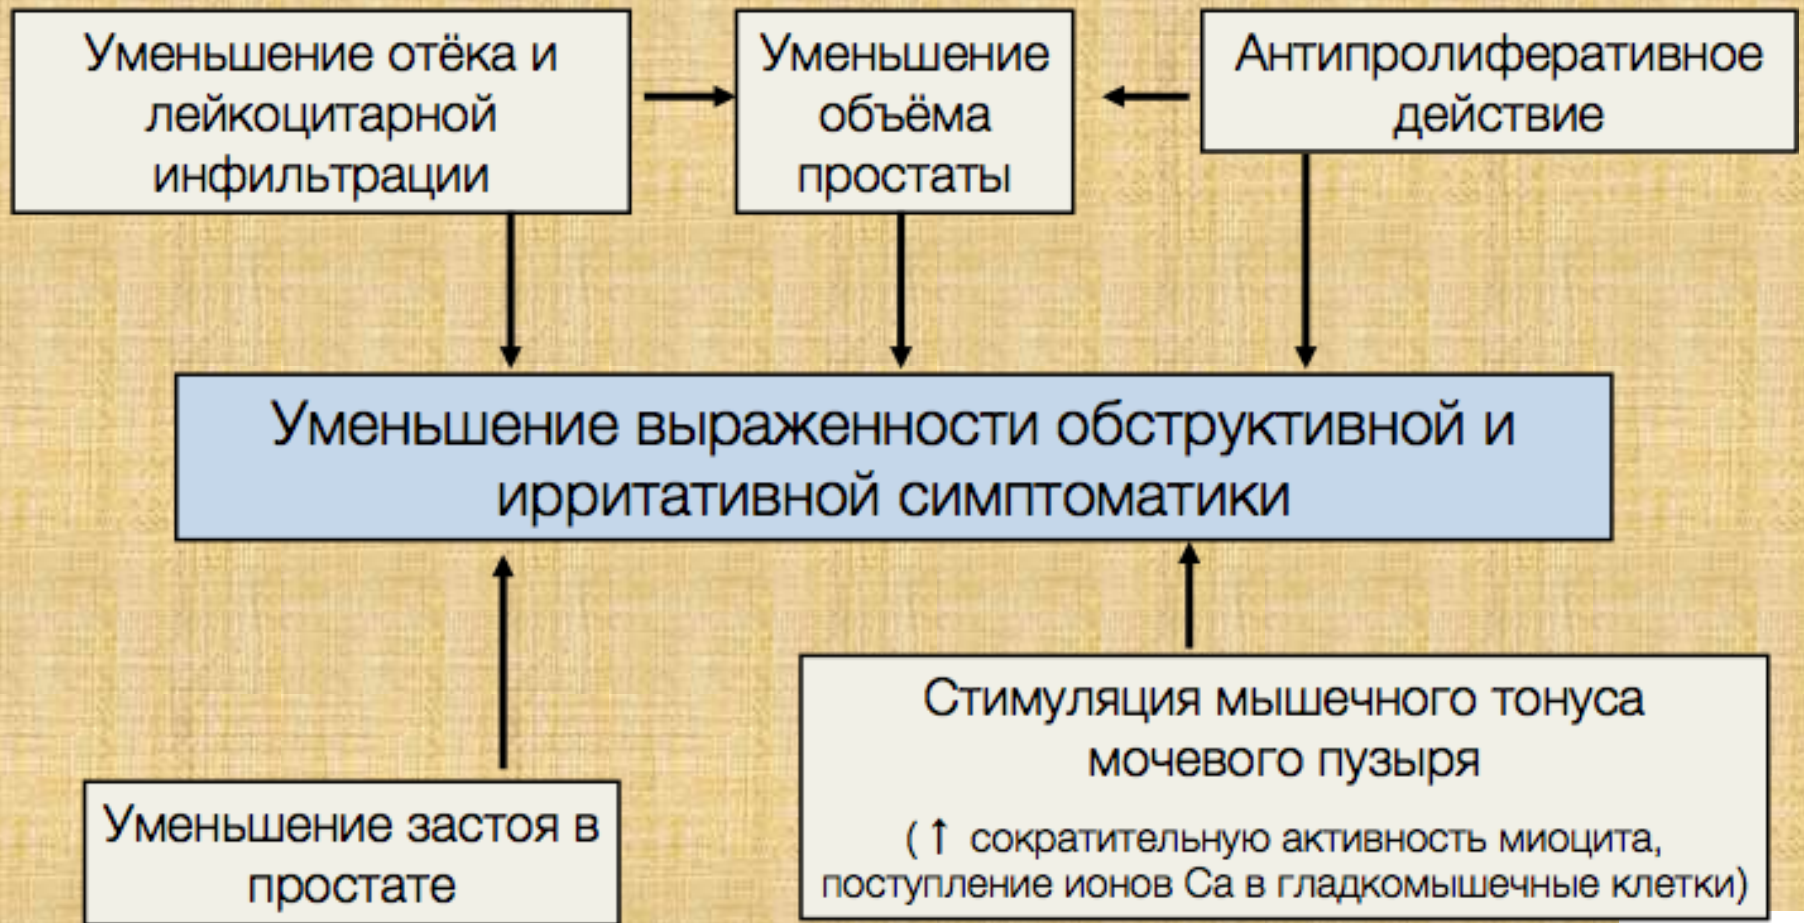 Уменьшение отёка и
лейкоцитарной
инфильтрации
Уменьшение
объёма
простаты
Антипролиферативное
действие
Уменьшение выраженности обструктивной и
ирритативной симптоматики
Уменьшение застоя в
простате
Стимуляция мышечного тонуса
мочевого пузыря
(↑ сократительную активность миоцита,
поступление ионов Ca в гладкомышечные клетки)